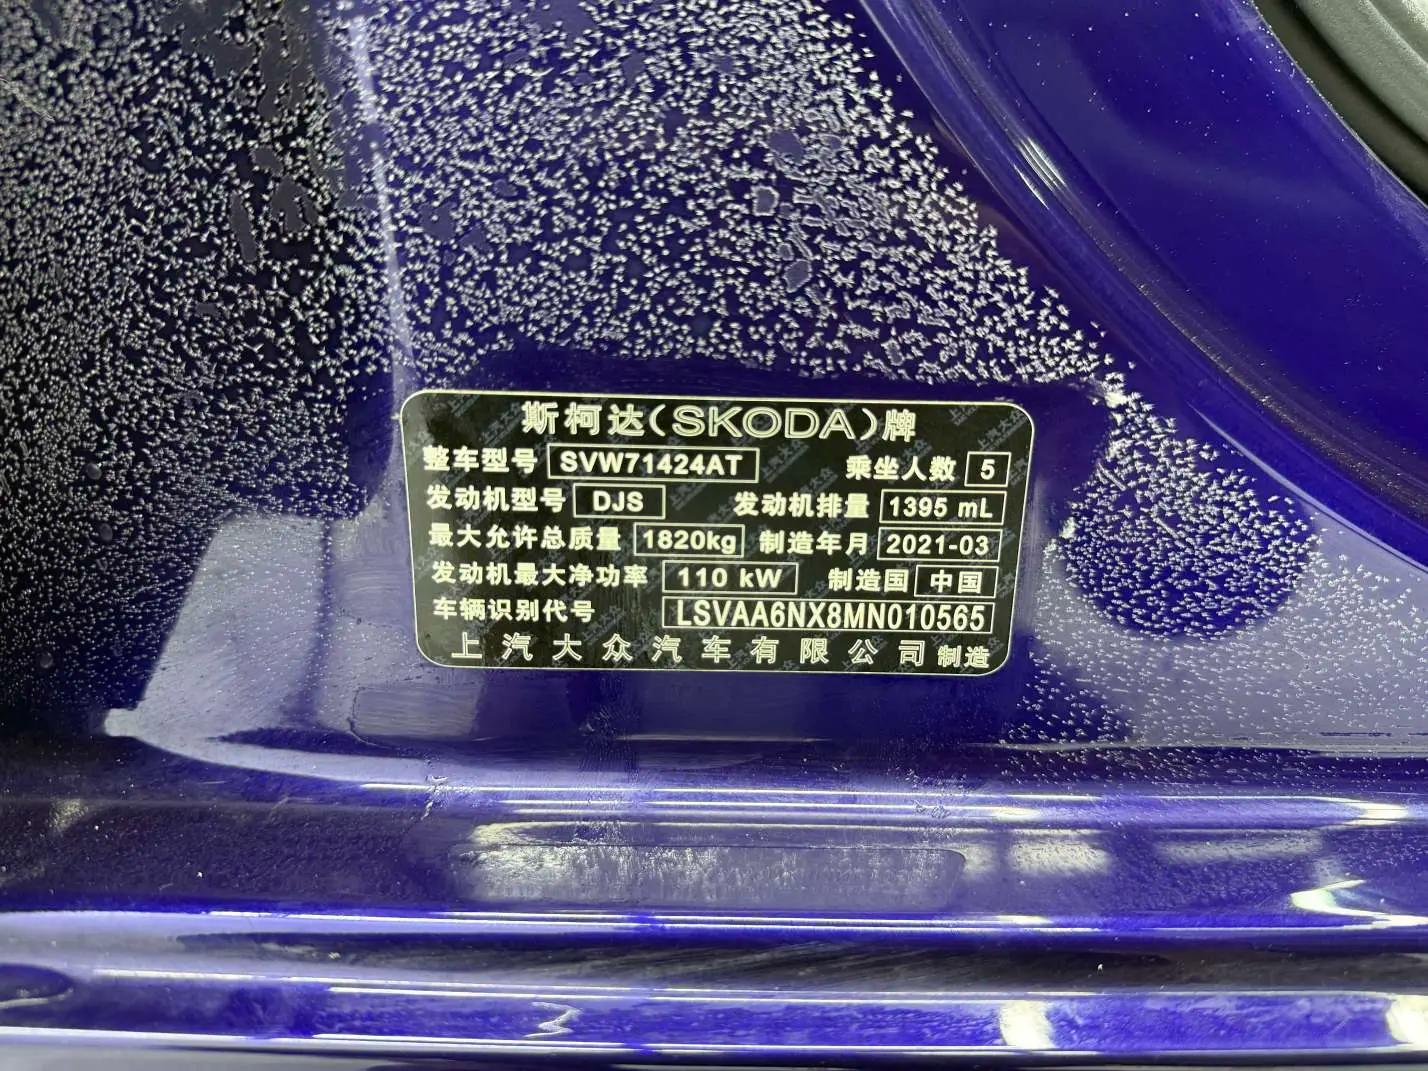 斯柯达(SKODA)牌
整车型号 SVW71424AT 乘坐人数 5
发动机型号 DJS 发动机排量 1395 mL
最大允许总质量 1820kg 制造年月 2021-03
发动机最大净功率 110 kW 制造国 中国
车辆识别代号 LSVAA6NX8MN010565
上汽大众汽车有限公司 制造